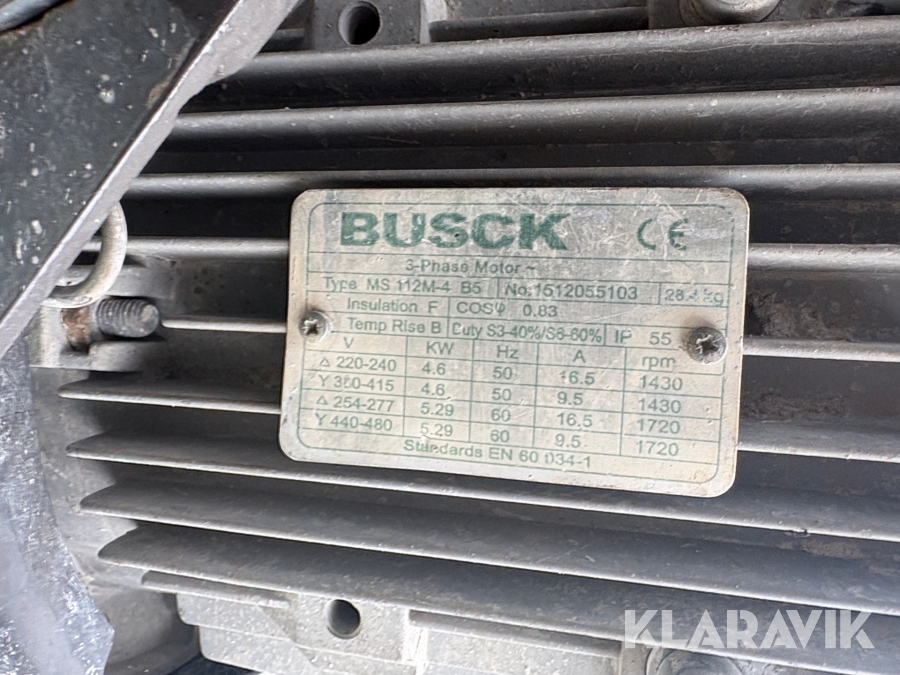 BUSCK CE
3-Phase Motor ~
Type MS 112M-4 B5 No.1512055103 28.4 kg
Insulation F COSφ 0.83
Temp Rise B Duty S3-40%/S6-60% IP 55
V KW Hz A rpm
Δ 220-240 4.6 50 16.5 1430
Y 380-415 4.6 50 9.5 1430
Δ 254-277 5.29 60 16.5 1720
Y 440-480 5.29 60 9.5 1720
Standards EN 60 034-1
KLARAVIK